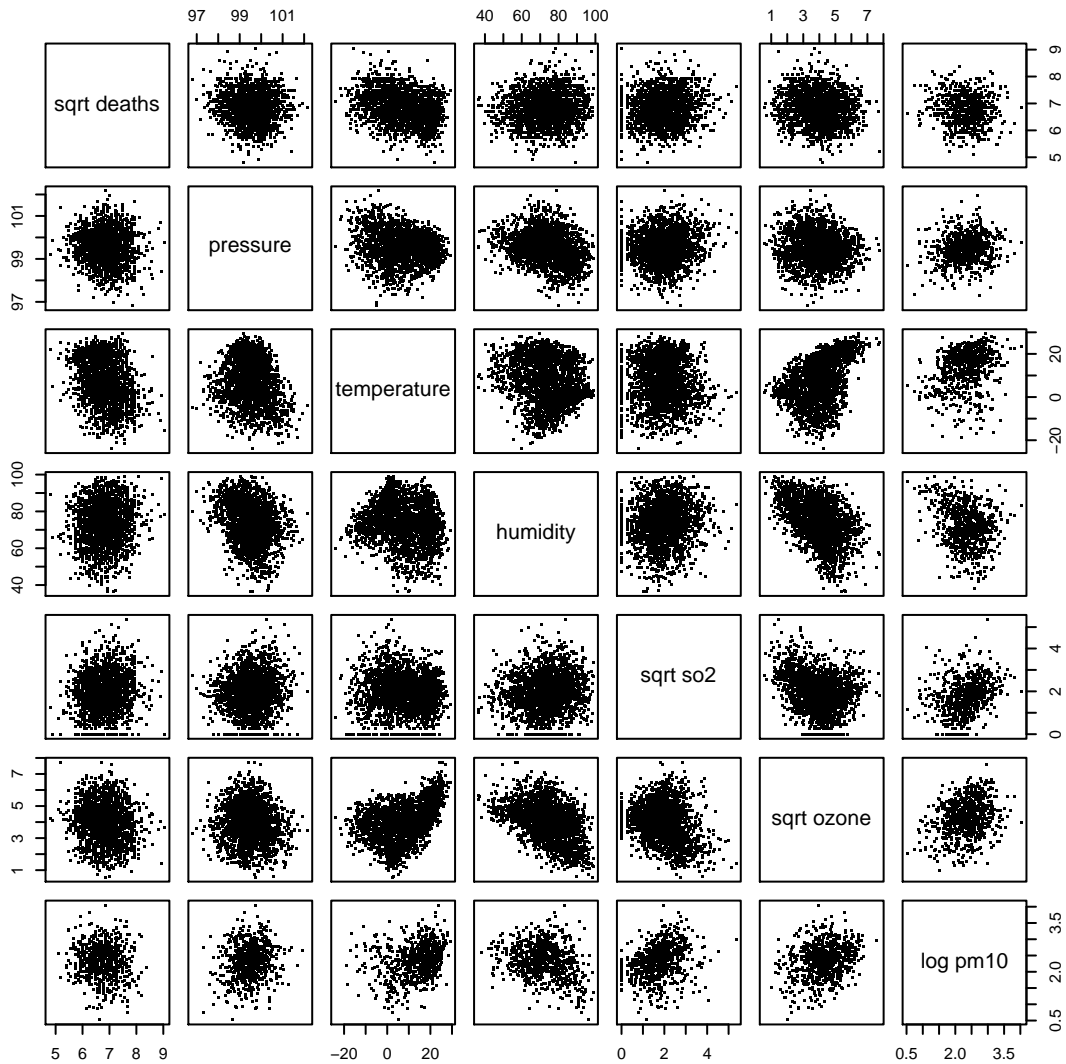 97 99 101 40 60 80 100 1 3 5 7
sqrt deaths 5 6 7 8 9
97 99 101 pressure
temperature −20 0 20
40 60 80 100 humidity
sqrt so2 0 2 4
1 3 5 7 sqrt ozone
log pm10 0.5 2.0 3.5
5 6 7 8 9 −20 0 20 0 2 4 0.5 2.0 3.5